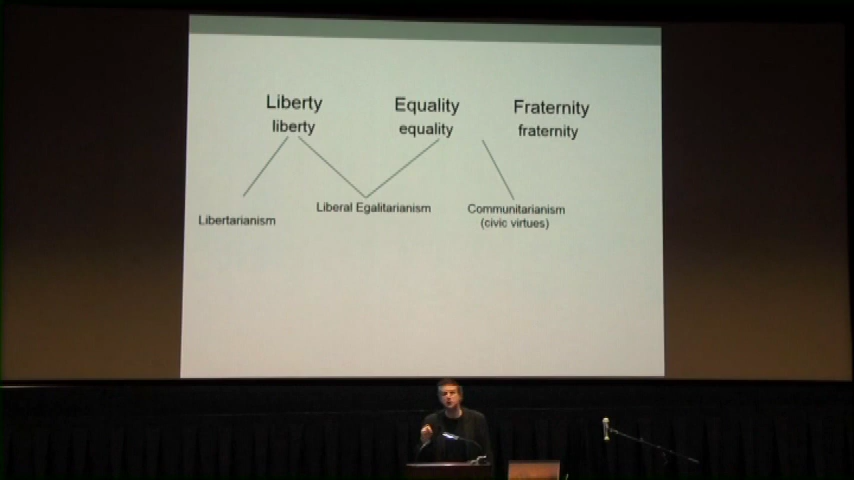 Liberty Equality Fraternity
liberty equality fraternity
Libertarianism
Liberal Egalitarianism
Communitarianism
(civic virtues)